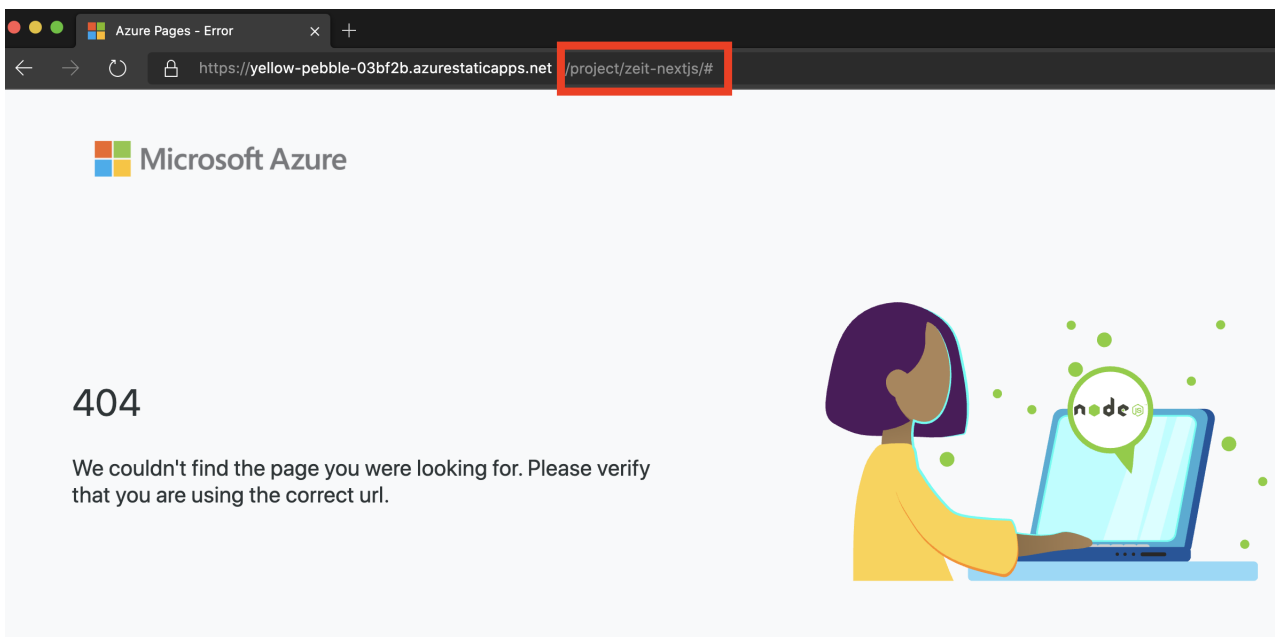 Azure Pages - Error
https://yellow-pebble-03bf2b.azurestaticapps.net /project/zeit-nextjs/#
Microsoft Azure
node JS
404
We couldn't find the page you were looking for. Please verify
that you are using the correct url.